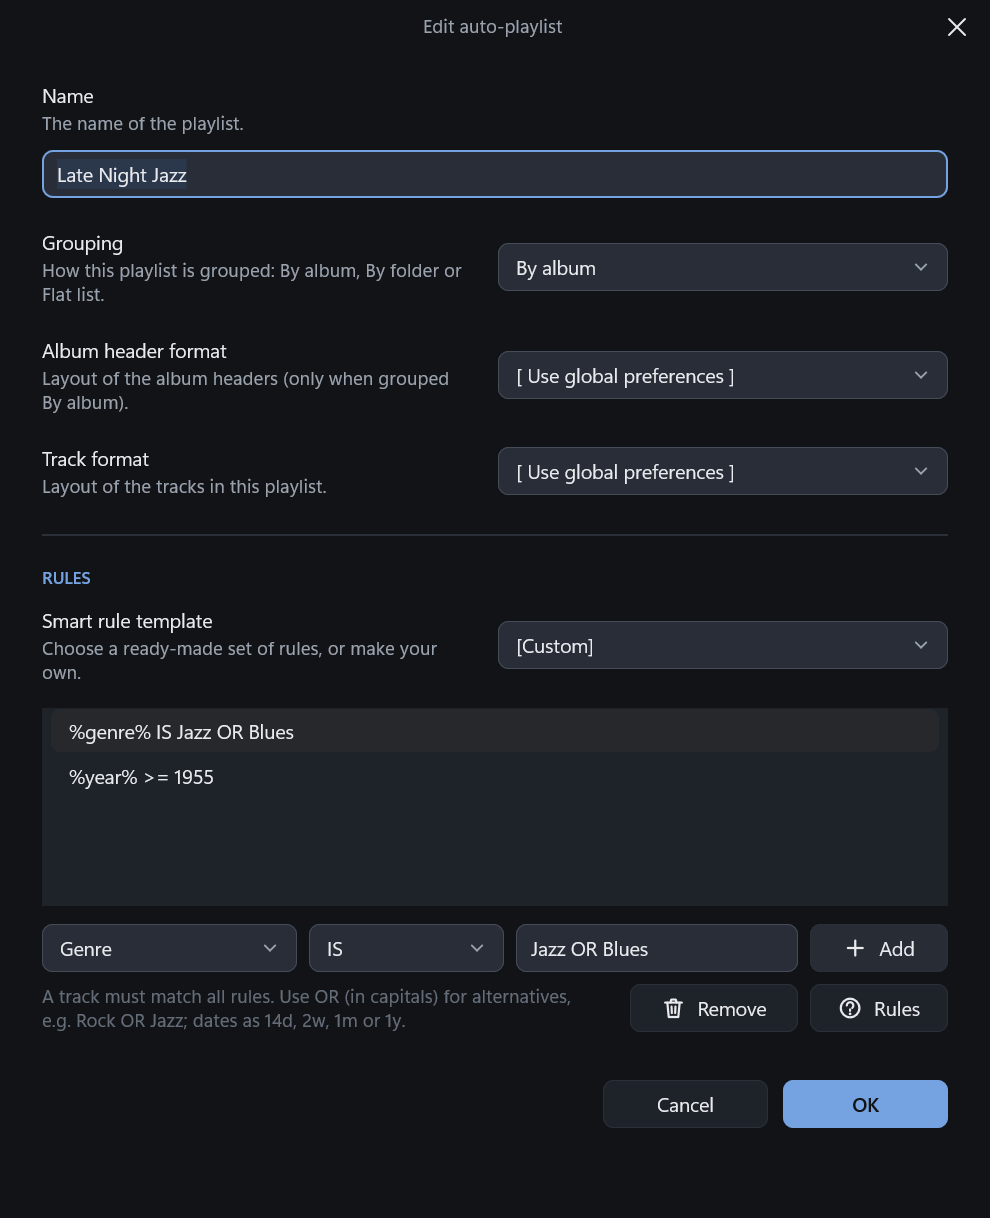 Edit auto-playlist
Name
The name of the playlist.
Late Night Jazz
Grouping
How this playlist is grouped: By album, By folder or
Flat list.
By album
Album header format
Layout of the album headers (only when grouped
By album).
[ Use global preferences ]
Track format
Layout of the tracks in this playlist.
[ Use global preferences ]
RULES
Smart rule template
Choose a ready-made set of rules, or make your
own.
[Custom]
%genre% IS Jazz OR Blues
%year% >= 1955
Genre
IS
Jazz OR Blues
Add
A track must match all rules. Use OR (in capitals) for alternatives,
e.g. Rock OR Jazz; dates as 14d, 2w, 1m or 1y.
Remove
Rules
Cancel
OK